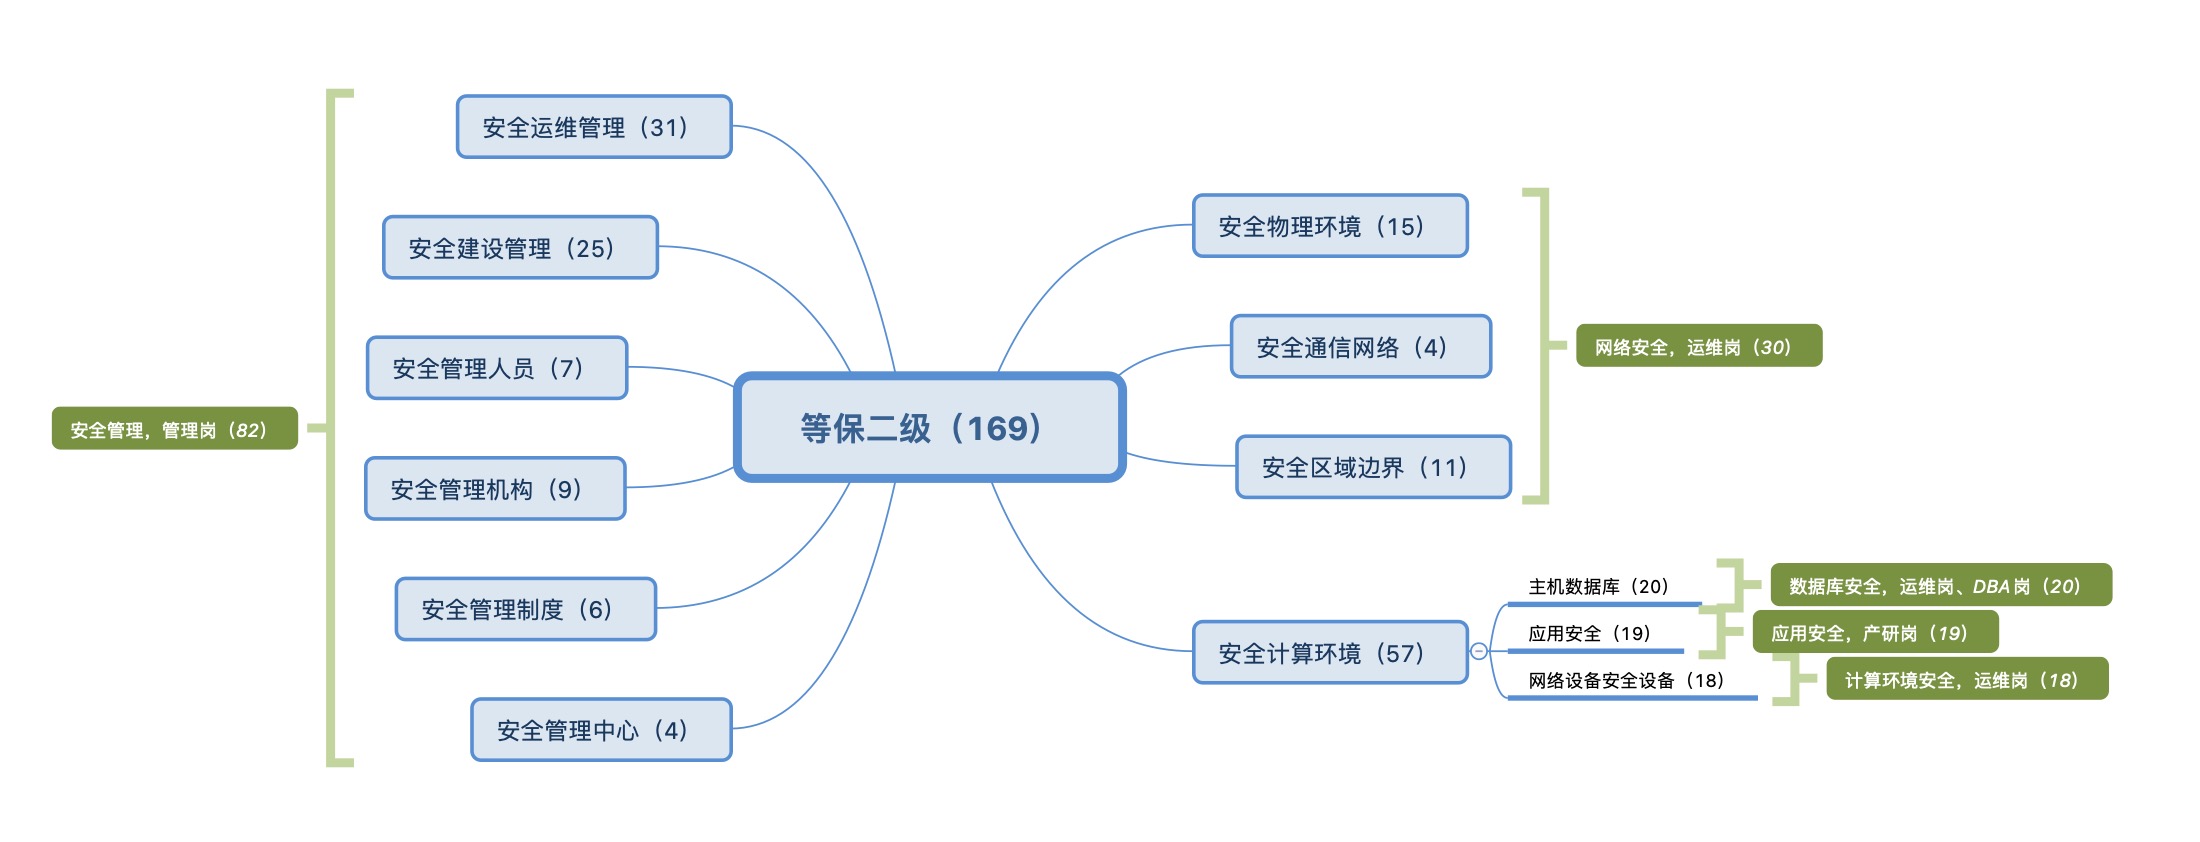 安全管理，管理岗（82）
安全运维管理（31）
安全建设管理（25）
安全管理人员（7）
安全管理机构（9）
安全管理制度（6）
安全管理中心（4）
等保二级（169）
安全物理环境（15）
安全通信网络（4）
安全区域边界（11）
网络安全，运维岗（30）
安全计算环境（57）
主机数据库（20）
数据库安全，运维岗、DBA岗（20）
应用安全（19）
应用安全，产研岗（19）
网络设备安全设备（18）
计算环境安全，运维岗（18）